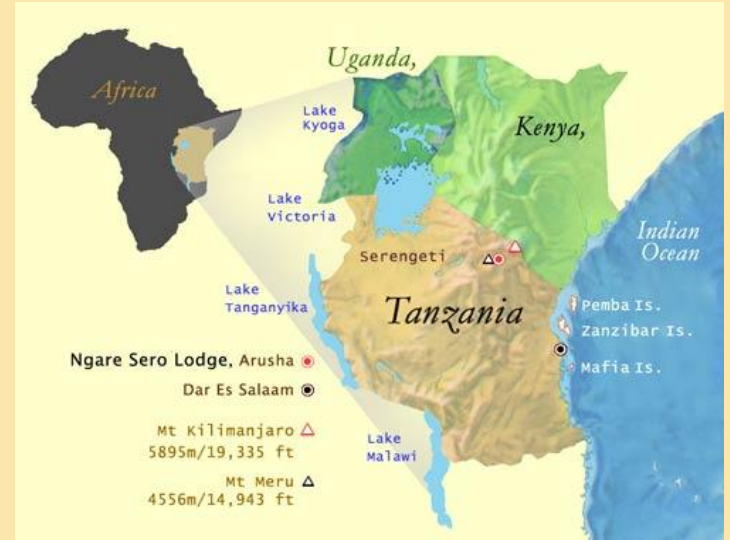 Africa
Uganda,
Kenya,
Lake
Kyoga
Lake
Victoria
Serengeti
Indian
Ocean
Lake
Tanganyika
Tanzania
Pemba Is.
Zanzibar Is.
Mafia Is.
Ngare Sero Lodge, Arusha
Dar Es Salaam
Mt Kilimanjaro
5895m/19,335 ft
Mt Meru
4556m/14,943 ft
Lake
Malawi